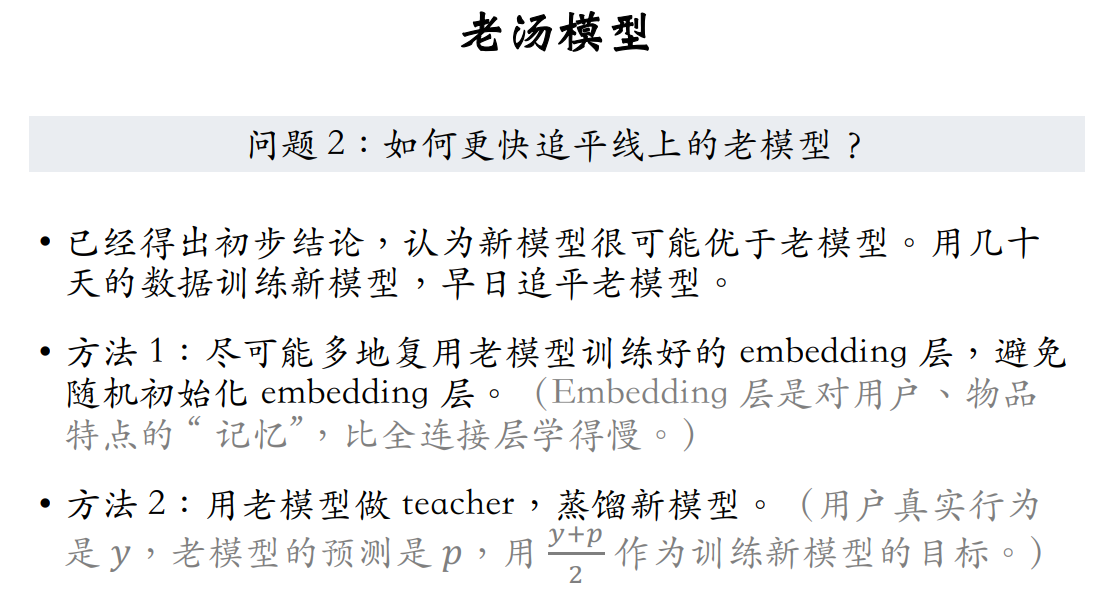 老汤模型
问题 2：如何更快追平线上的老模型？
• 已经得出初步结论，认为新模型很可能优于老模型。用几十
天的数据训练新模型，早日追平老模型。
• 方法 1：尽可能多地复用老模型训练好的 embedding 层，避免
随机初始化 embedding 层。（Embedding 层是对用户、物品
特点的“ 记忆”，比全连接层学得慢。）
• 方法 2：用老模型做 teacher，蒸馏新模型。（用户真实行为
是 y，老模型的预测是 p，用 (y+p)/2 作为训练新模型的目标。）